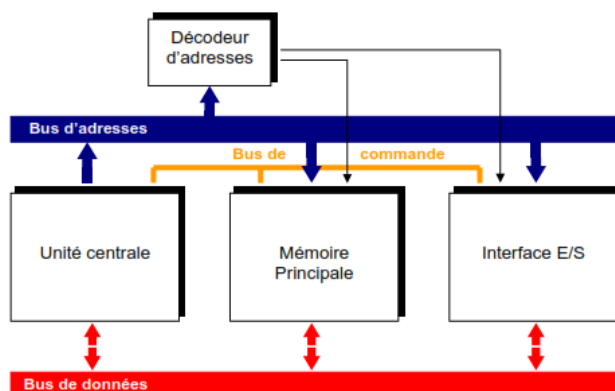 Décodeur
d'adresses
Bus d'adresses
Bus de commande
Unité centrale
Mémoire
Principale
Interface E/S
Bus de données